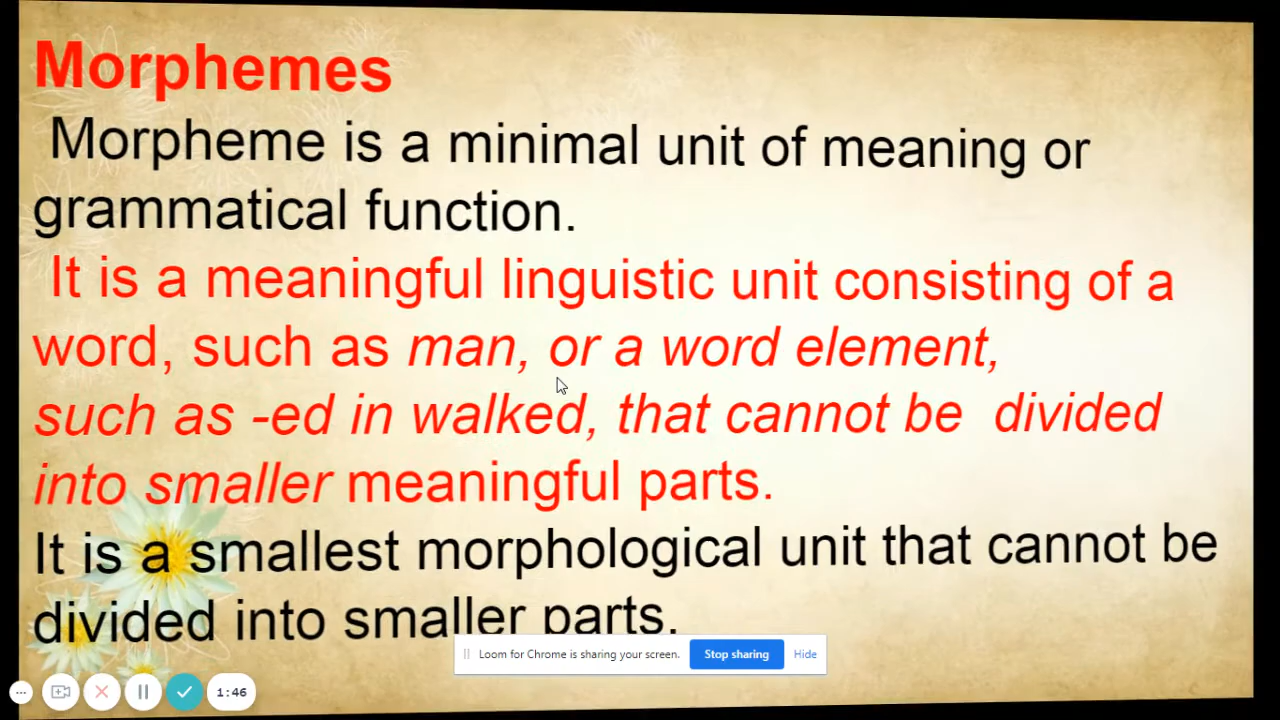 Morphemes
Morpheme is a minimal unit of meaning or
grammatical function.
It is a meaningful linguistic unit consisting of a
word, such as man, or a word element,
such as -ed in walked, that cannot be divided
into smaller meaningful parts.
It is a smallest morphological unit that cannot be
divided into smaller parts.
Loom for Chrome is sharing your screen. Stop sharing Hide
1:46